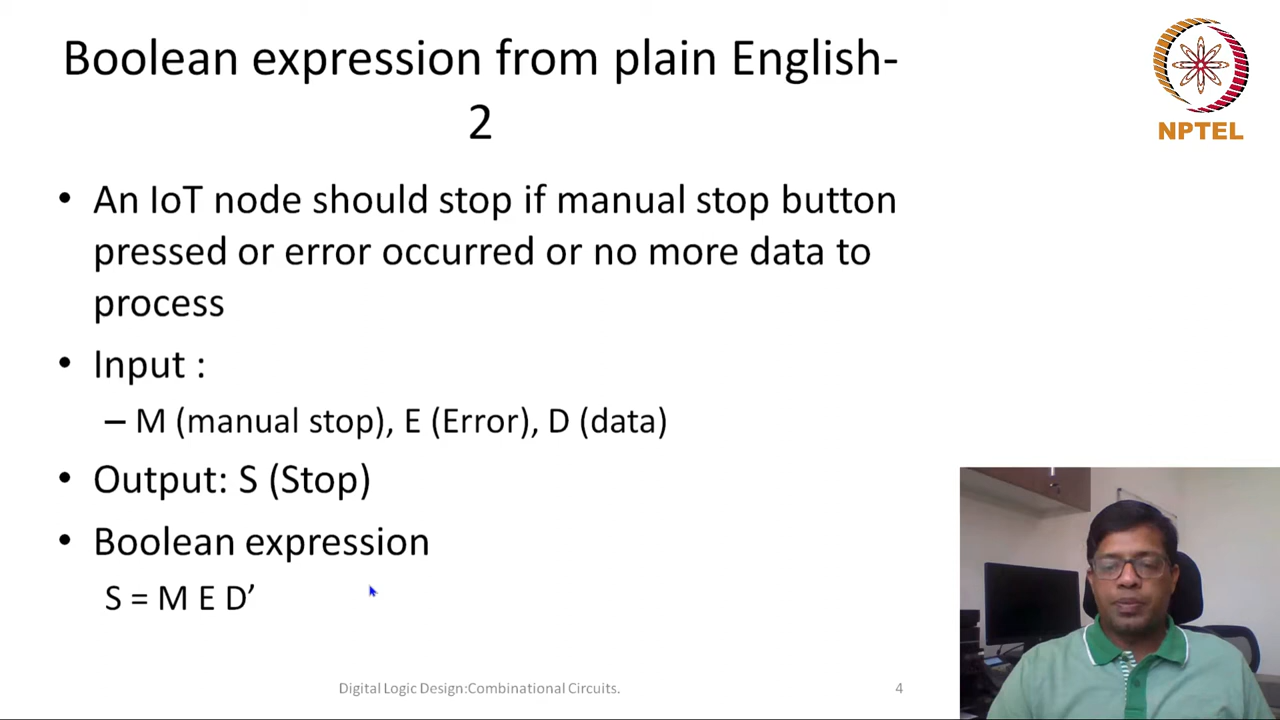 Boolean expression from plain English-
2
NPTEL
• An IoT node should stop if manual stop button
pressed or error occurred or no more data to
process
• Input :
– M (manual stop), E (Error), D (data)
• Output: S (Stop)
• Boolean expression
S = M E D’
Digital Logic Design:Combinational Circuits.
4